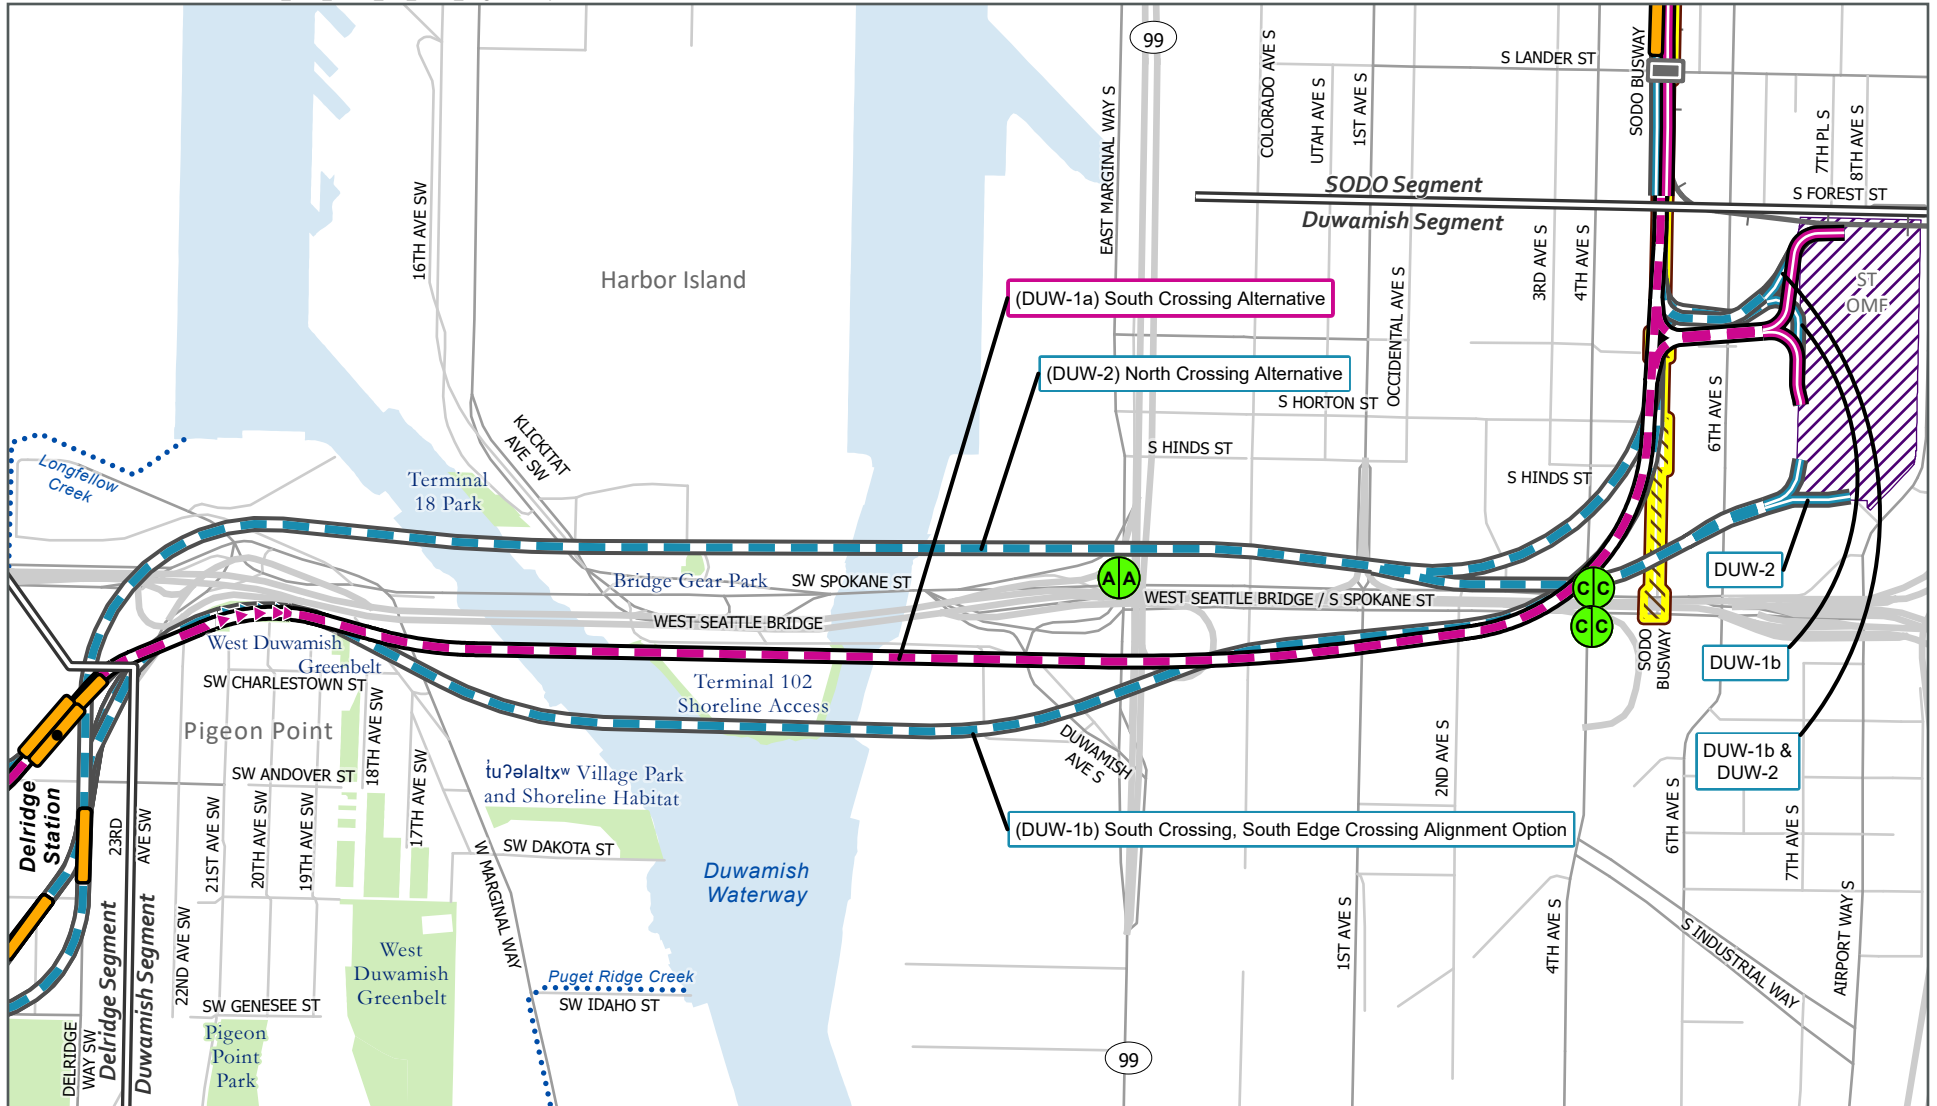 99
S LANDER ST
SODO BUSWAY
COLORADO AVE S
UTAH AVE S
1ST AVE S
EAST MARGINAL WAY S
7TH PL S
8TH AVE S
16TH AVE SW
SODO Segment
S FOREST ST
Duwamish Segment
3RD AVE S
4TH AVE S
Harbor Island
(DUW-1a) South Crossing Alternative
ST
OMF
OCCIDENTAL AVE S
(DUW-2) North Crossing Alternative
6TH AVE S
S HORTON ST
KLICKITAT
AVE SW
S HINDS ST
S HINDS ST
Longfellow
Creek
Terminal
18 Park
Bridge Gear Park
SW SPOKANE ST
A A
C C
C C
WEST SEATTLE BRIDGE / S SPOKANE ST
WEST SEATTLE BRIDGE
DUW-2
West Duwamish
Greenbelt
SW CHARLESTOWN ST
Terminal 102
Shoreline Access
SODO
BUSWAY
DUW-1b
Pigeon Point
18TH AVE SW
17TH AVE SW
DUWAMISH
AVE S
2ND AVE S
DUW-1b &
DUW-2
SW ANDOVER ST
t̓uʔəlaltxʷ Village Park
and Shoreline Habitat
Delridge
Station
23RD
AVE SW
21ST AVE SW
20TH AVE SW
19TH AVE SW
(DUW-1b) South Crossing, South Edge Crossing Alignment Option
6TH AVE S
7TH AVE S
SW DAKOTA ST
W MARGINAL WAY
Duwamish
Waterway
Delridge Segment
Duwamish Segment
22ND AVE SW
West
Duwamish
Greenbelt
1ST AVE S
4TH AVE S
S INDUSTRIAL WAY
AIRPORT WAY S
Puget Ridge Creek
SW IDAHO ST
SW GENESEE ST
Pigeon
Point
Park
DELRIDGE
WAY SW
99